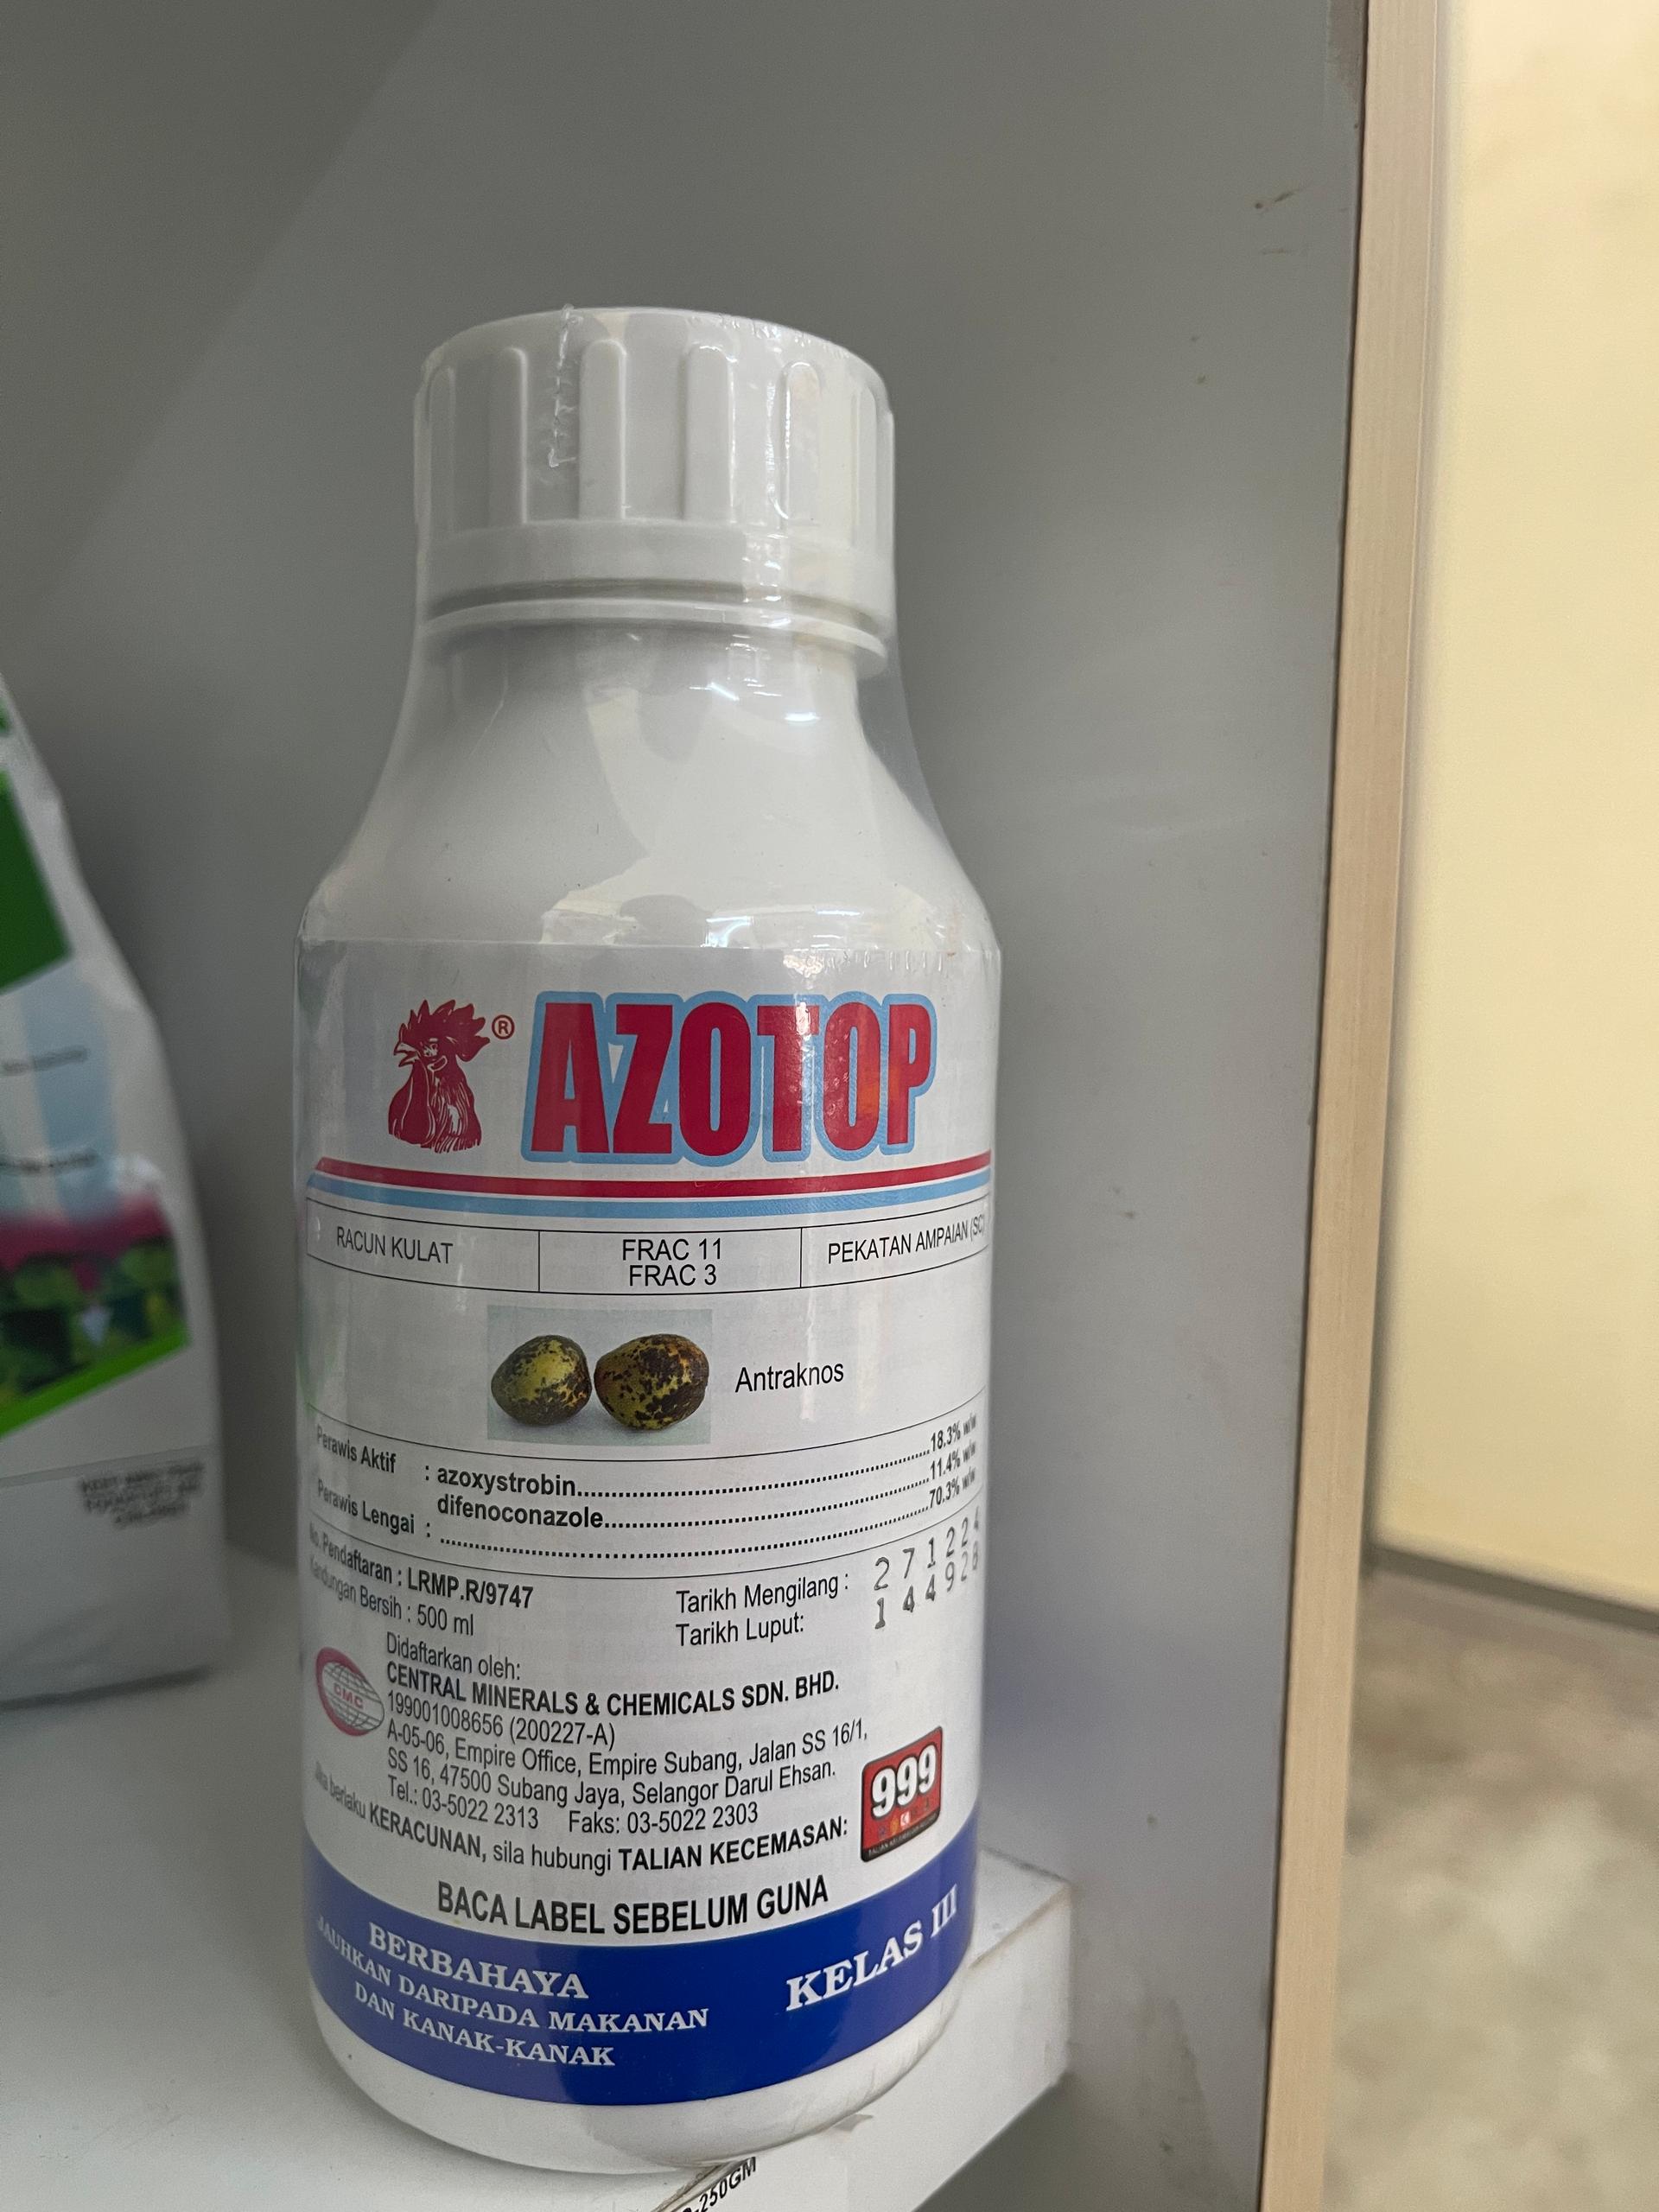 ® AZOTOP
RACUN KULAT
FRAC 11
FRAC 3
PEKATAN AMPAIAN (SC)
Antraknos
Perawis Aktif : azoxystrobin..........18.3% w/w
difenoconazole..........11.4% w/w
Perawis Lengai : ..........70.3% w/w
No. Pendaftaran : LRMP.R/9747
Kandungan Bersih : 500 ml
Tarikh Mengilang : 271224
Tarikh Luput: 144928
Didaftarkan oleh:
CMC
CENTRAL MINERALS & CHEMICALS SDN. BHD.
199001008656 (200227-A)
A-05-06, Empire Office, Empire Subang, Jalan SS 16/1,
SS 16, 47500 Subang Jaya, Selangor Darul Ehsan.
Tel.: 03-5022 2313 Faks: 03-5022 2303
Jika berlaku KERACUNAN, sila hubungi TALIAN KECEMASAN:
999
BACA LABEL SEBELUM GUNA
BERBAHAYA
JAUHKAN DARIPADA MAKANAN
DAN KANAK-KANAK
KELAS III
-250GM